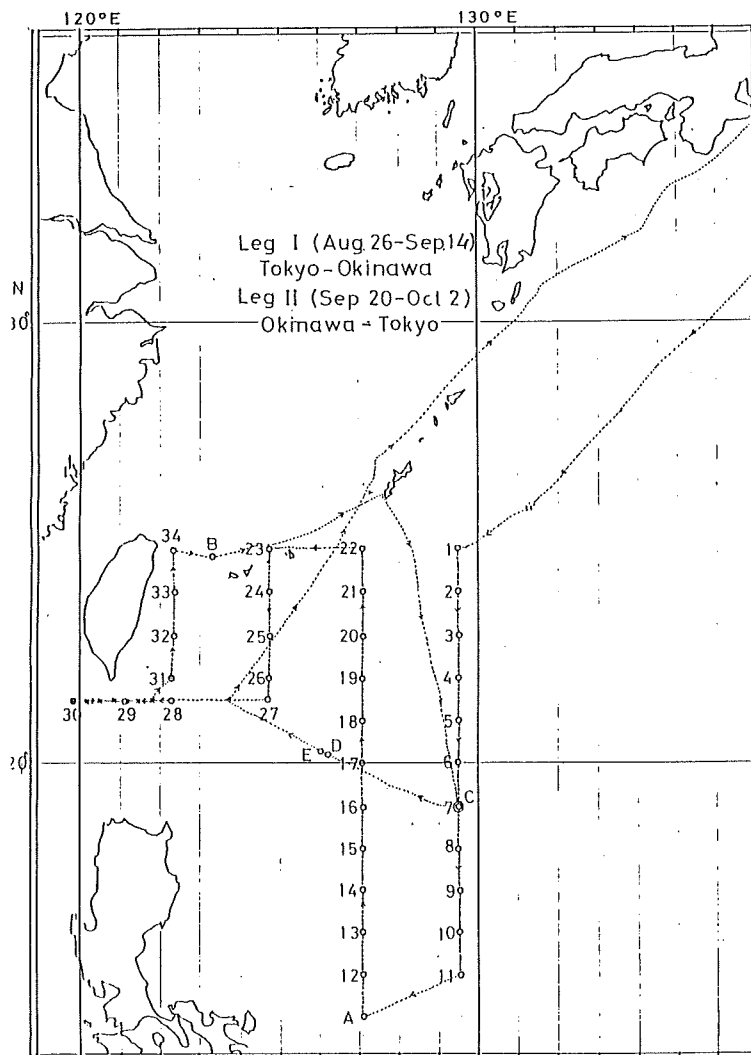 120°E 130°E
Leg I (Aug.26-Sep.14)
Tokyo-Okinawa
N
Leg II (Sep 20-Oct 2)
30°
Okinawa-Tokyo
34 B 23 22 1
33 24 21 2
32 25 20 3
31 26 19 4
30 29 28 27
18 5
E D
20° 17 6
16 7 C
15 8
14 9
13 10
12 11
A